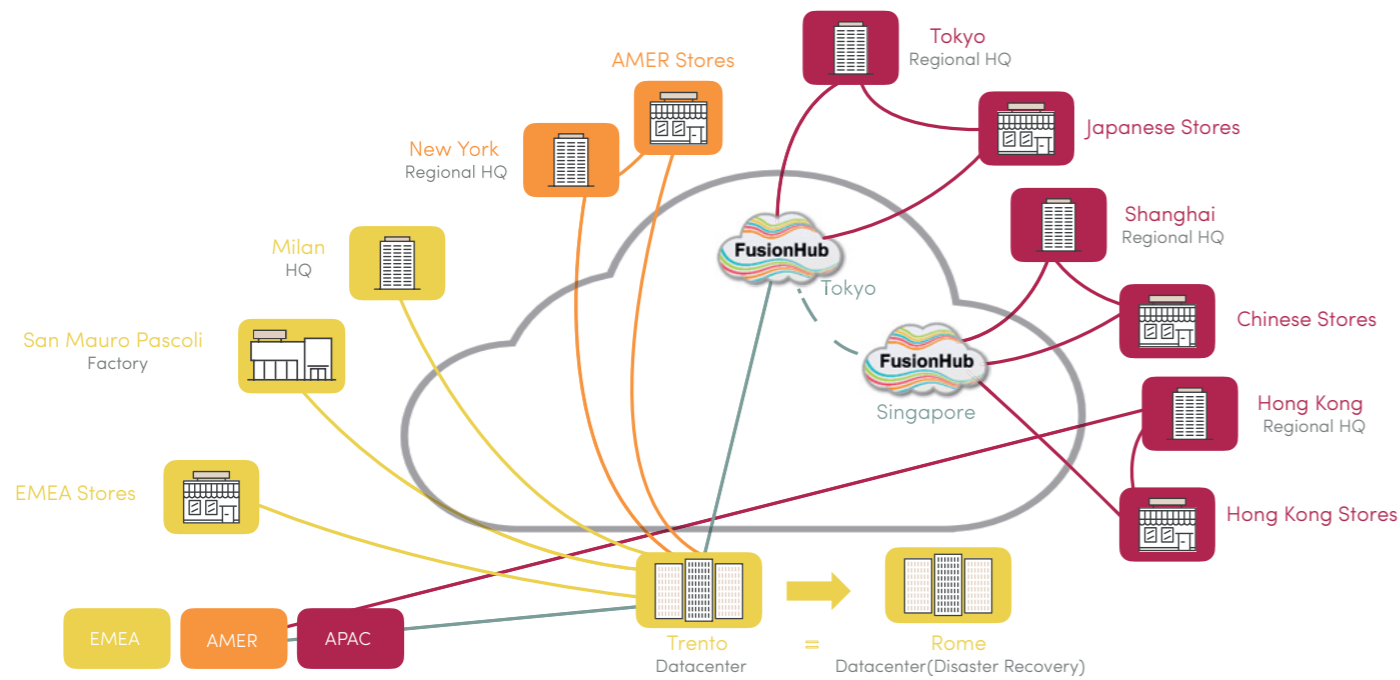 Tokyo
Regional HQ
AMER Stores
Japanese Stores
New York
Regional HQ
Shanghai
Regional HQ
Milan
HQ
FusionHub
Tokyo
Chinese Stores
San Mauro Pascoli
Factory
FusionHub
Singapore
Hong Kong
Regional HQ
EMEA Stores
Hong Kong Stores
EMEA
AMER
APAC
Trento
Datacenter
=
Rome
Datacenter(Disaster Recovery)